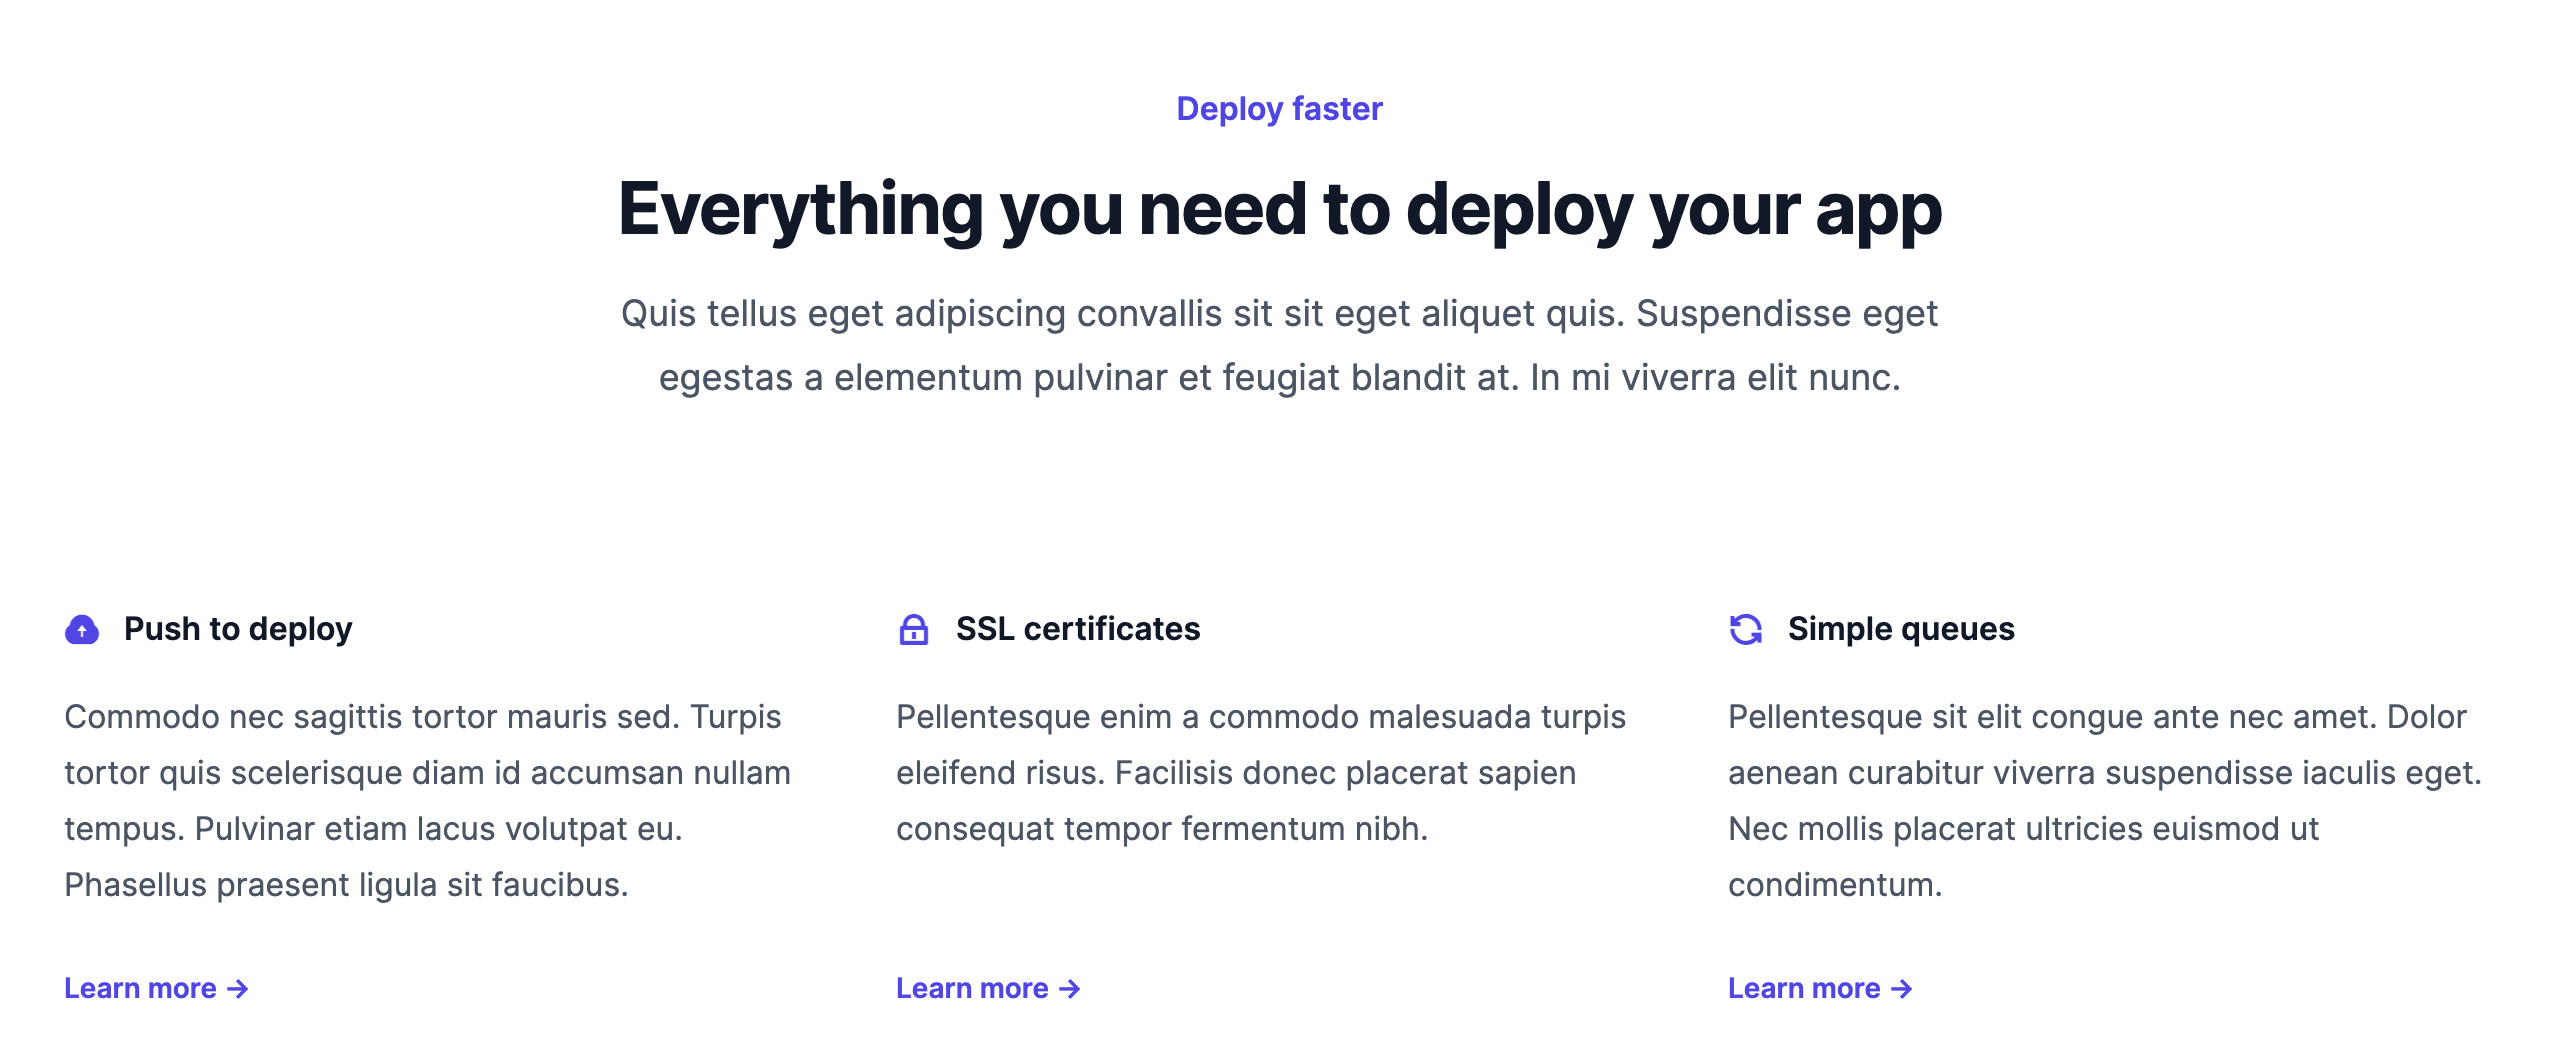 Deploy faster
Everything you need to deploy your app
Quis tellus eget adipiscing convallis sit sit eget aliquet quis. Suspendisse eget
egestas a elementum pulvinar et feugiat blandit at. In mi viverra elit nunc.
Push to deploy
Commodo nec sagittis tortor mauris sed. Turpis
tortor quis scelerisque diam id accumsan nullam
tempus. Pulvinar etiam lacus volutpat eu.
Phasellus praesent ligula sit faucibus.
Learn more →
SSL certificates
Pellentesque enim a commodo malesuada turpis
eleifend risus. Facilisis donec placerat sapien
consequat tempor fermentum nibh.
Learn more →
Simple queues
Pellentesque sit elit congue ante nec amet. Dolor
aenean curabitur viverra suspendisse iaculis eget.
Nec mollis placerat ultricies euismod ut
condimentum.
Learn more →